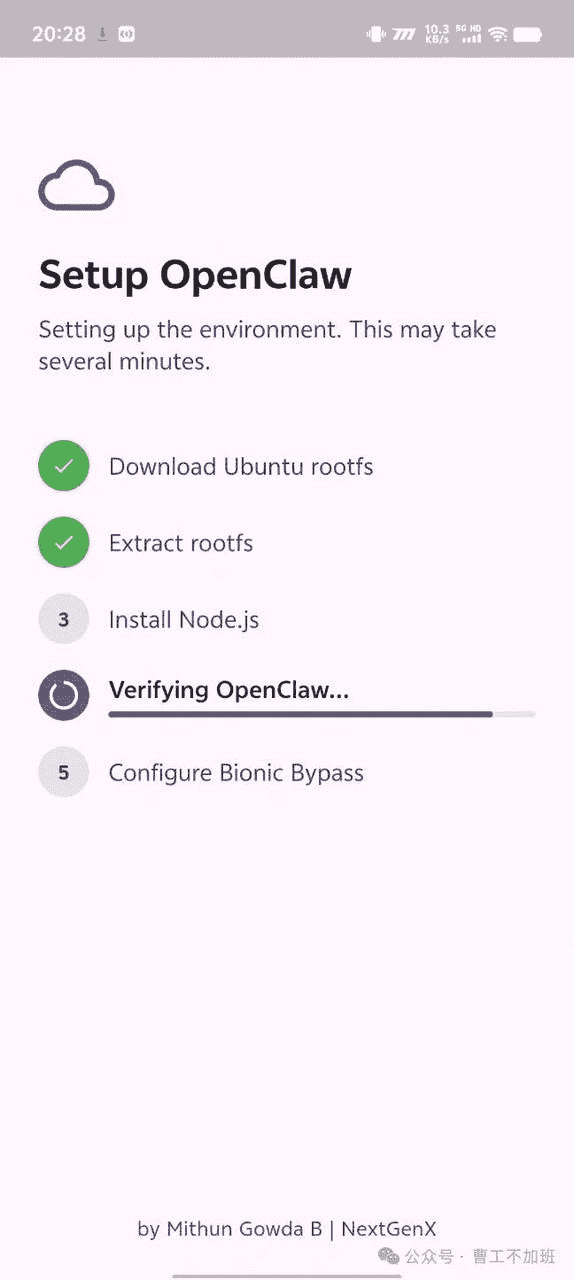 20:28
10.3 KB/s
5G HD
Setup OpenClaw
Setting up the environment. This may take
several minutes.
Download Ubuntu rootfs
Extract rootfs
3 Install Node.js
Verifying OpenClaw...
5 Configure Bionic Bypass
by Mithun Gowda B | NextGenX
公众号 · 曹工不加班